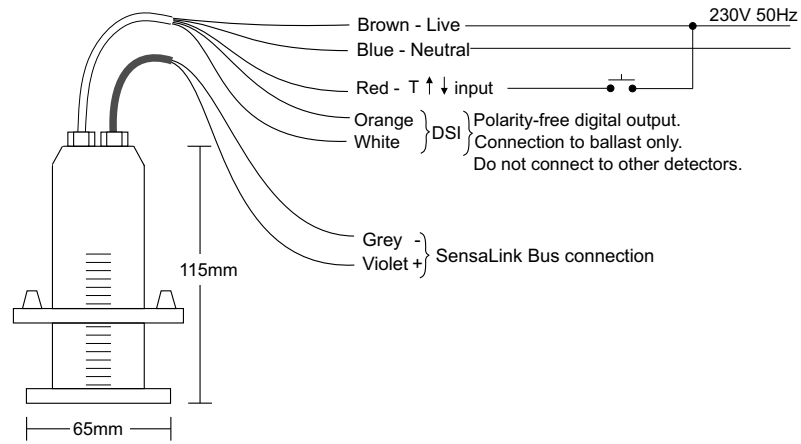 230V 50Hz
Brown - Live
Blue - Neutral
Red - T ↑ ↓ input
Orange
White
DSI
Polarity-free digital output.
Connection to ballast only.
Do not connect to other detectors.
Grey -
Violet +
SensaLink Bus connection
115mm
65mm